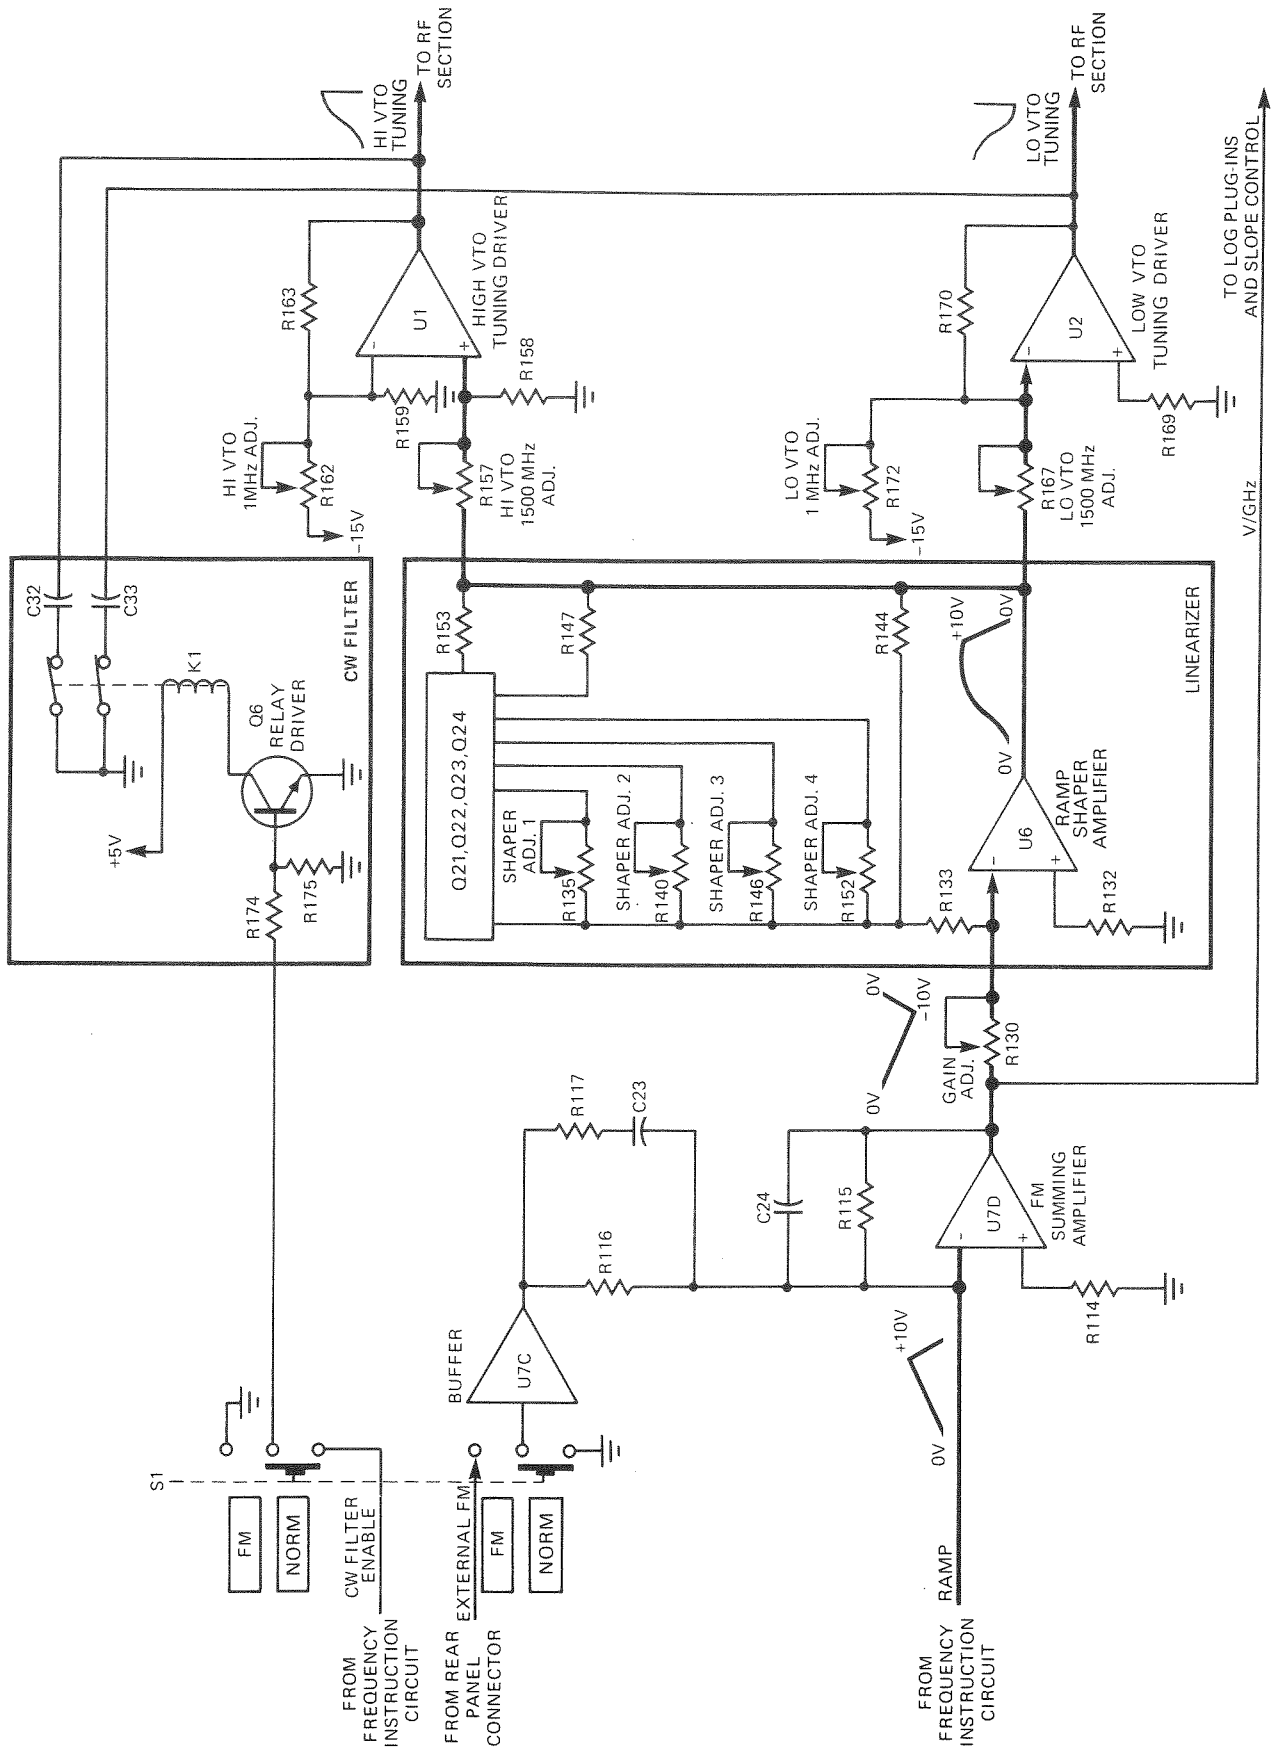 S1
FM
NORM
CW FILTER
ENABLE
FROM
FREQUENCY
INSTRUCTION
CIRCUIT
EXTERNAL FM
FROM REAR
PANEL
CONNECTOR
FM
NORM
BUFFER
U7C
R116
R117
C23
C24
R115
RAMP
FROM
FREQUENCY
INSTRUCTION
CIRCUIT
0V
+10V
U7D
-
+
FM
SUMMING
AMPLIFIER
R114
0V
-10V
0V
GAIN
ADJ.
R130
R174
R175
+5V
Q6
RELAY
DRIVER
K1
C32
C33
CW FILTER
Q21,Q22,Q23,Q24
SHAPER
ADJ. 1
R135
SHAPER ADJ. 2
R140
SHAPER ADJ. 3
R146
SHAPER ADJ. 4
R152
R133
R153
R147
R144
U6
-
+
RAMP
SHAPER
AMPLIFIER
R132
0V
+10V
0V
LINEARIZER
HI VTO
1MHz ADJ.
R162
-15V
R157
HI VTO
1500 MHz
ADJ.
R159
R158
R163
U1
-
+
HIGH VTO
TUNING DRIVER
HI VTO
TUNING
TO RF
SECTION
LO VTO
1 MHz ADJ.
R172
-15V
R167
LO VTO
1500 MHz
ADJ.
R170
R169
U2
-
+
LOW VTO
TUNING DRIVER
LO VTO
TUNING
TO RF
SECTION
V/GHz
TO LOG PLUG-INS
AND SLOPE CONTROL